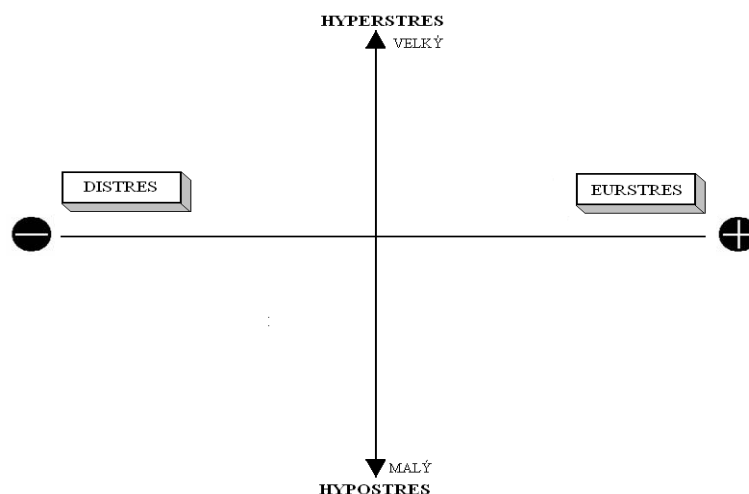 HYPERSTRES
VELKÝ
DISTRES
EURSTRES
MALÝ
HYPOSTRES